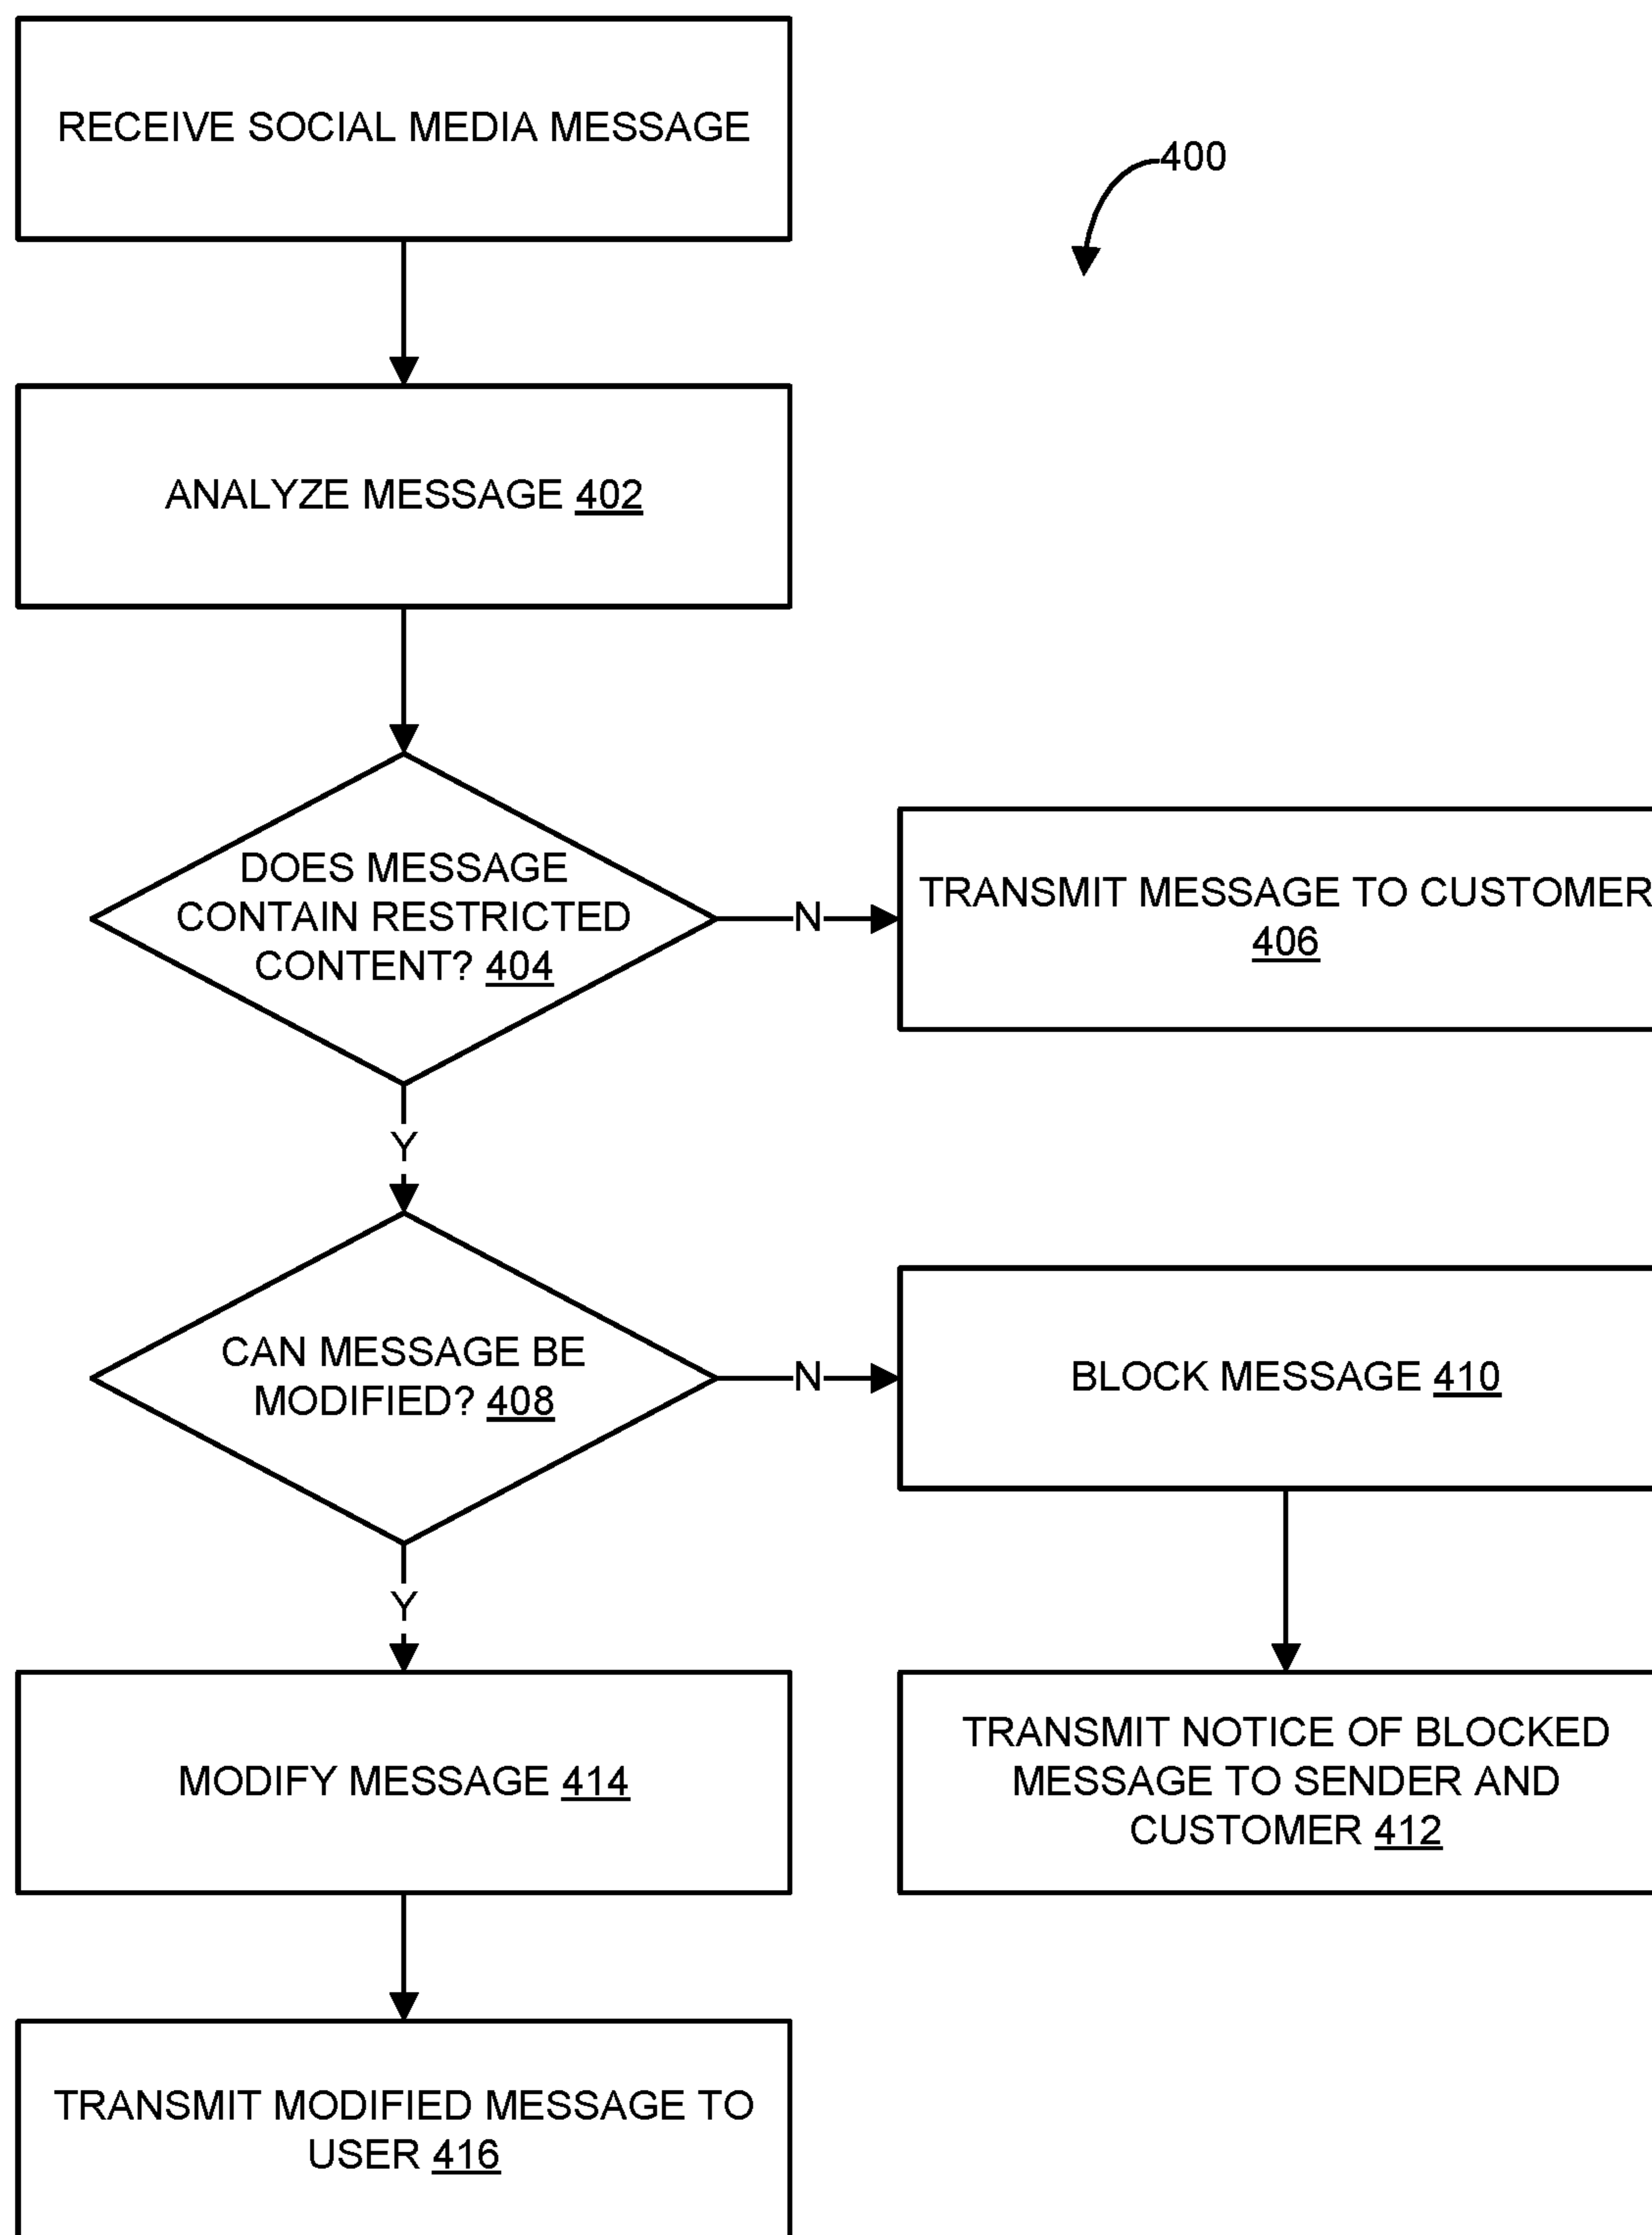 RECEIVE SOCIAL MEDIA MESSAGE
400
ANALYZE MESSAGE 402
DOES MESSAGE
CONTAIN RESTRICTED
CONTENT? 404
N
TRANSMIT MESSAGE TO CUSTOMER
406
Y
CAN MESSAGE BE
MODIFIED? 408
N
BLOCK MESSAGE 410
Y
MODIFY MESSAGE 414
TRANSMIT NOTICE OF BLOCKED
MESSAGE TO SENDER AND
CUSTOMER 412
TRANSMIT MODIFIED MESSAGE TO
USER 416